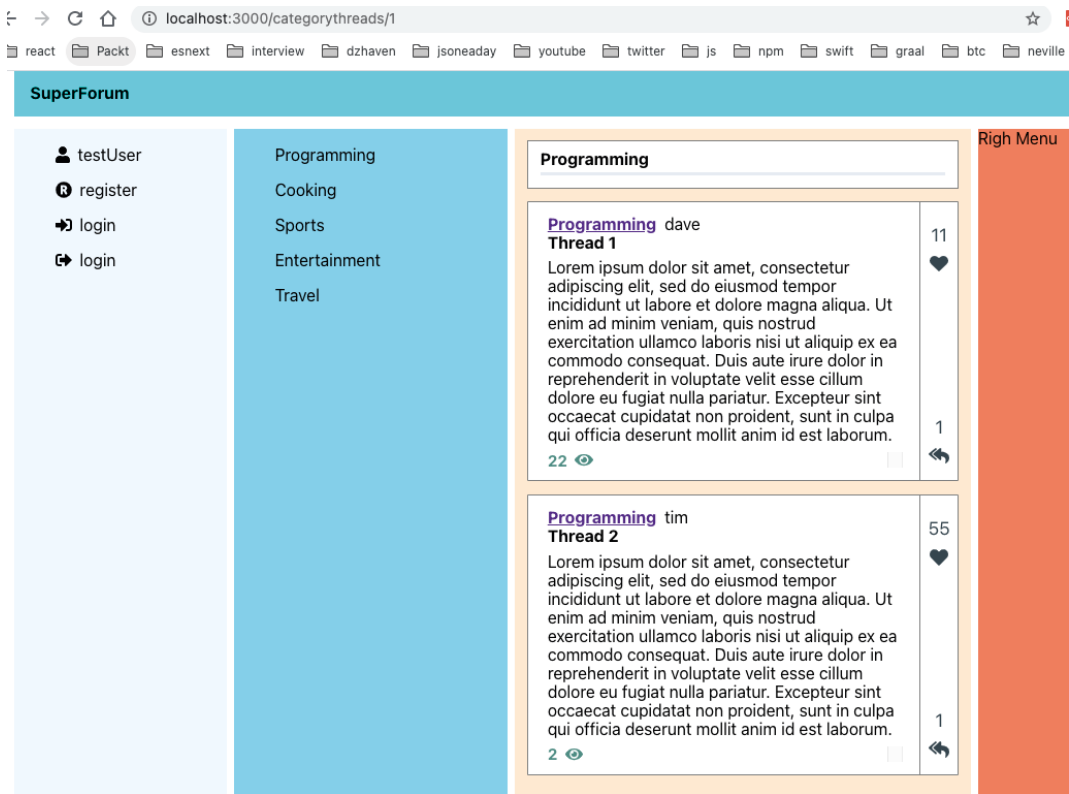 localhost:3000/categorythreads/1
react Packt esnext interview dzhaven jsoneaday youtube twitter js npm swift graal btc neville
SuperForum
testUser
register
login
login
Programming
Cooking
Sports
Entertainment
Travel
Programming
Programming dave
Thread 1
11
Lorem ipsum dolor sit amet, consectetur
adipiscing elit, sed do eiusmod tempor
incididunt ut labore et dolore magna aliqua. Ut
enim ad minim veniam, quis nostrud
exercitation ullamco laboris nisi ut aliquip ex ea
commodo consequat. Duis aute irure dolor in
reprehenderit in voluptate velit esse cillum
dolore eu fugiat nulla pariatur. Excepteur sint
occaecat cupidatat non proident, sunt in culpa
qui officia deserunt mollit anim id est laborum.
1
22
Programming tim
Thread 2
55
Lorem ipsum dolor sit amet, consectetur
adipiscing elit, sed do eiusmod tempor
incididunt ut labore et dolore magna aliqua. Ut
enim ad minim veniam, quis nostrud
exercitation ullamco laboris nisi ut aliquip ex ea
commodo consequat. Duis aute irure dolor in
reprehenderit in voluptate velit esse cillum
dolore eu fugiat nulla pariatur. Excepteur sint
occaecat cupidatat non proident, sunt in culpa
qui officia deserunt mollit anim id est laborum.
1
2
Righ Menu